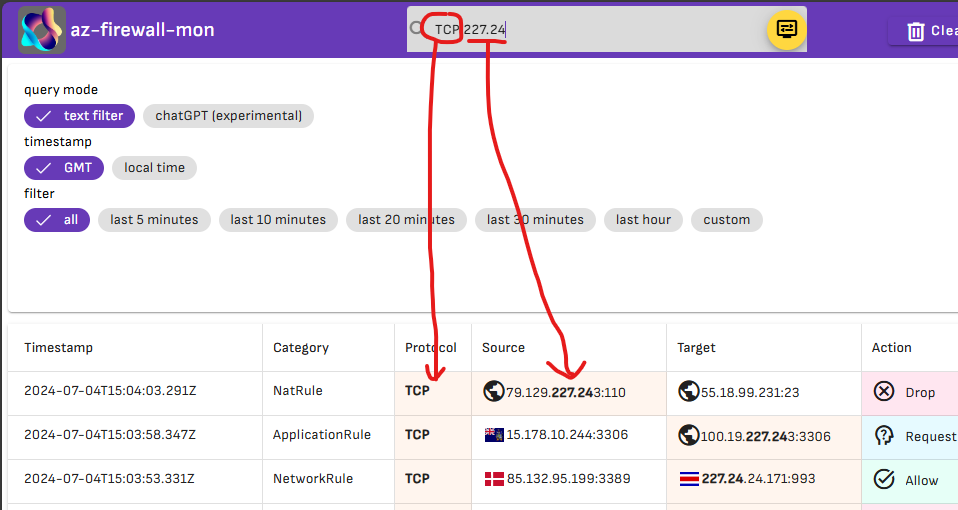 az-firewall-mon
TCP 227.24
Clea
query mode
text filter chatGPT (experimental)
timestamp
GMT local time
filter
all last 5 minutes last 10 minutes last 20 minutes last 30 minutes last hour custom
Timestamp Category Protocol Source Target Action
2024-07-04T15:04:03.291Z NatRule TCP 79.129.227.243:110 55.18.99.231:23 Drop
2024-07-04T15:03:58.347Z ApplicationRule TCP 15.178.10.244:3306 100.19.227.243:3306 Request
2024-07-04T15:03:53.331Z NetworkRule TCP 85.132.95.199:3389 227.24.24.171:993 Allow